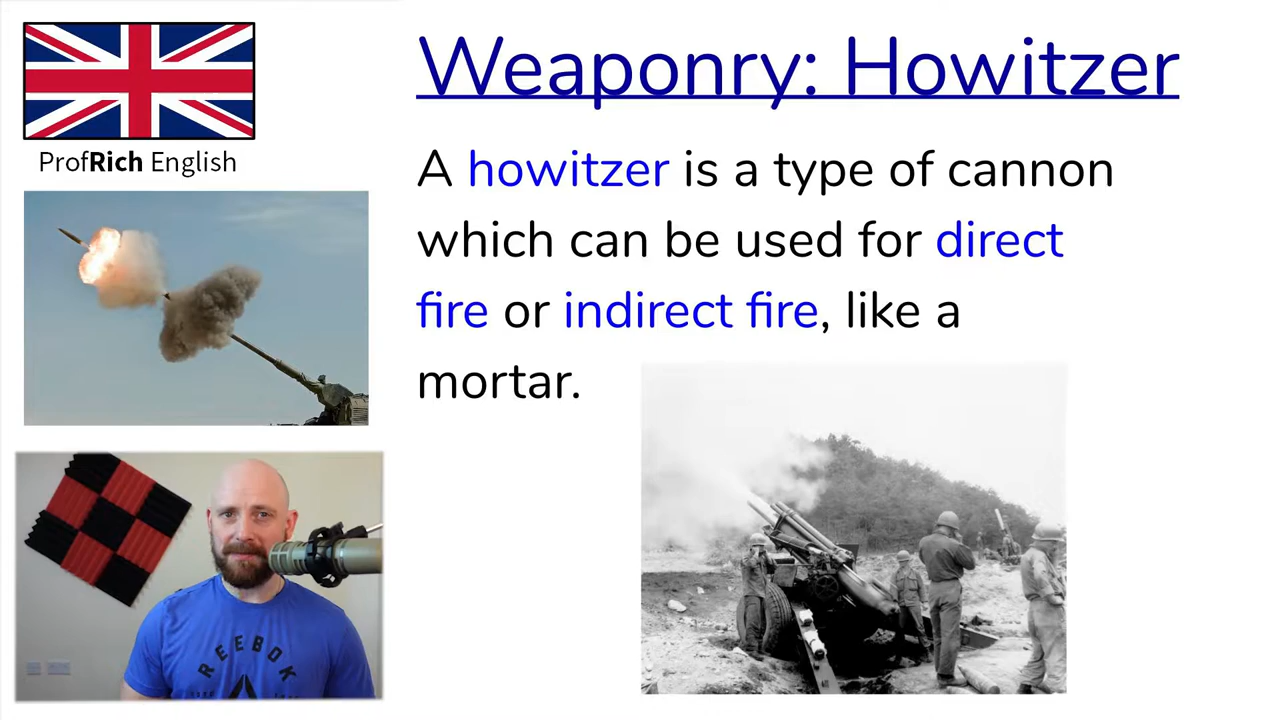 Weaponry: Howitzer
ProfRich English
A howitzer is a type of cannon
which can be used for direct
fire or indirect fire, like a
mortar.
REEBOK